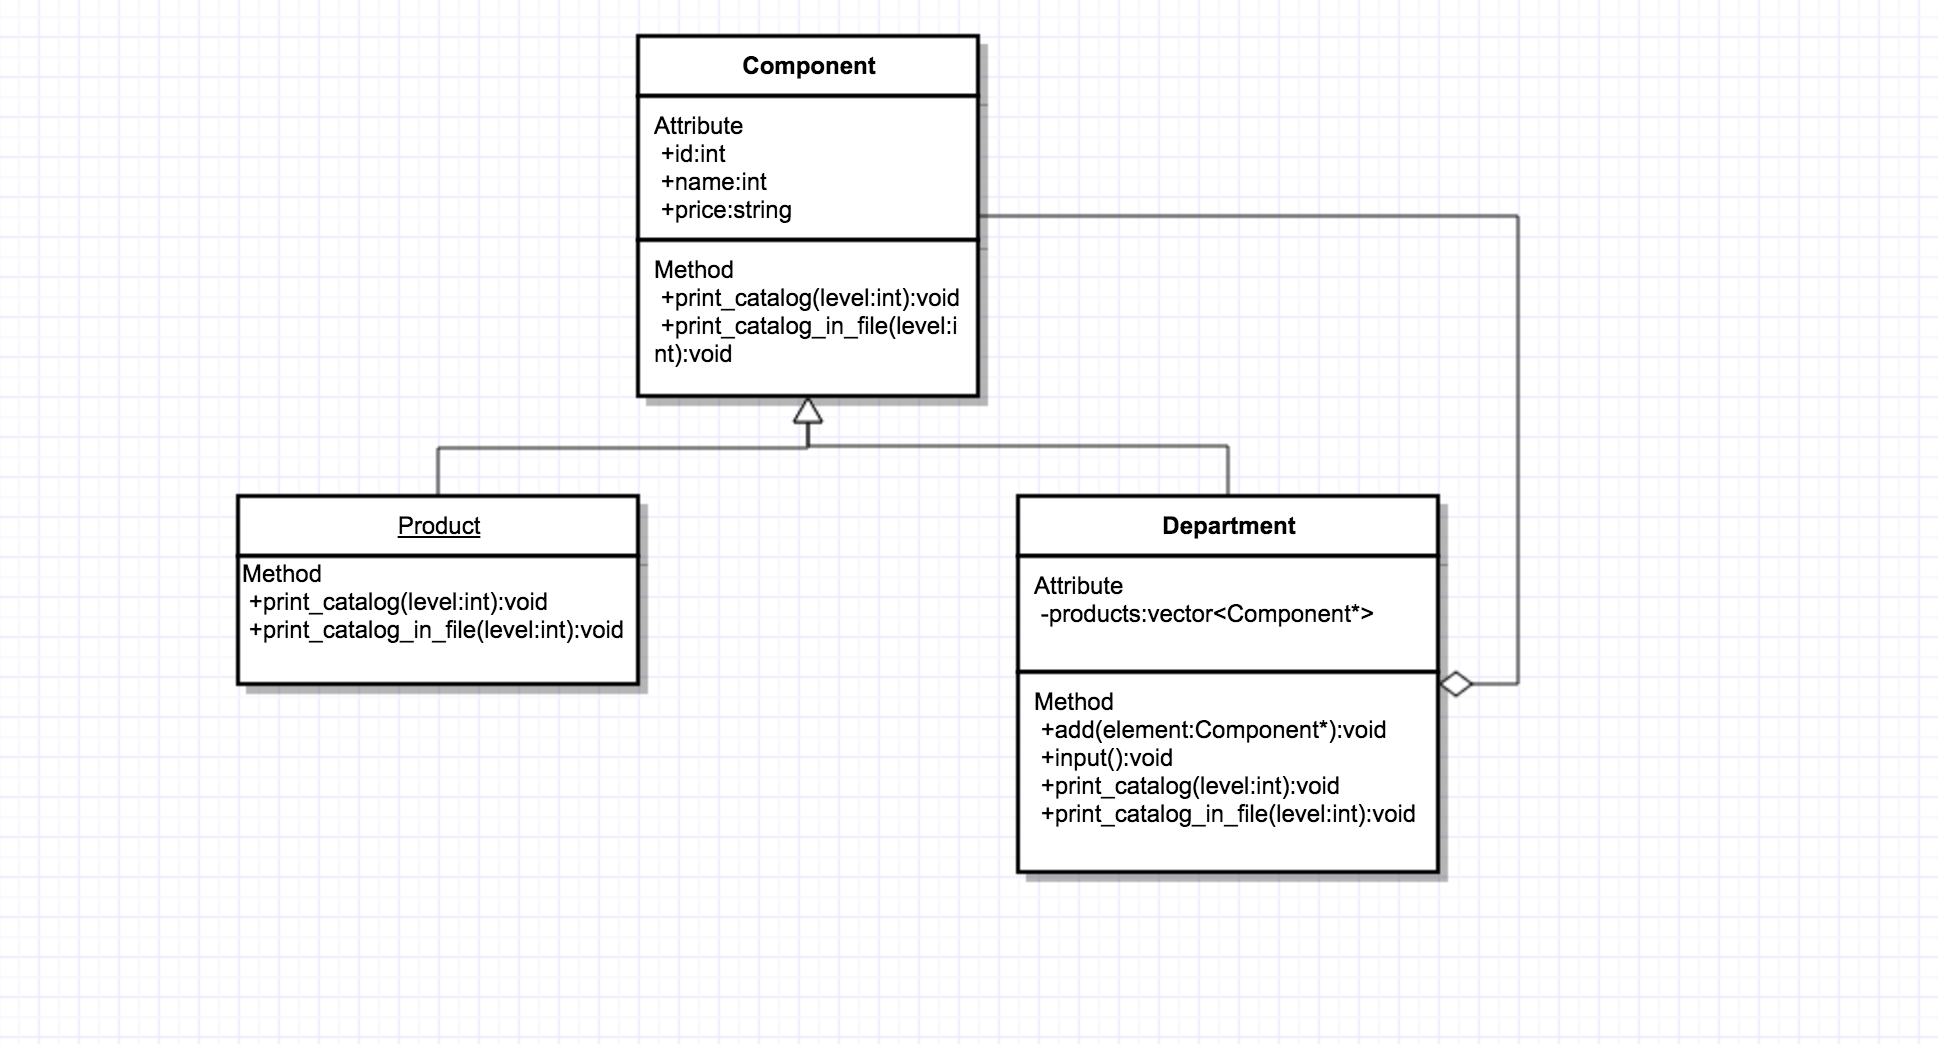 Component
Attribute
+id:int
+name:int
+price:string
Method
+print_catalog(level:int):void
+print_catalog_in_file(level:i
nt):void
Product
Method
+print_catalog(level:int):void
+print_catalog_in_file(level:int):void
Department
Attribute
-products:vector<Component*>
Method
+add(element:Component*):void
+input():void
+print_catalog(level:int):void
+print_catalog_in_file(level:int):void